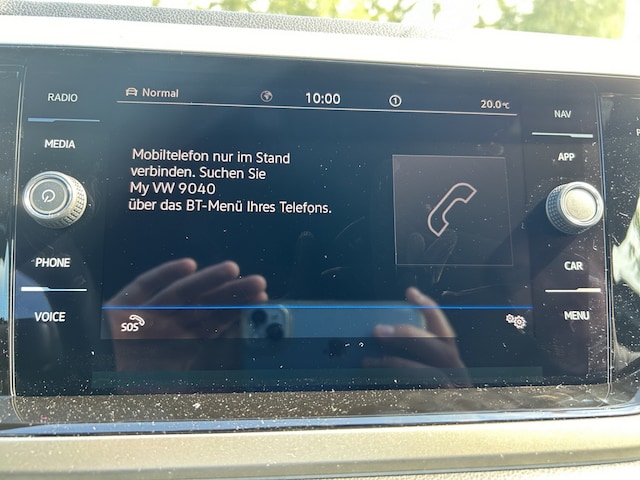 RADIO
Normal
10:00
1
20.0°C
NAV
MEDIA
APP
Mobiltelefon nur im Stand
verbinden. Suchen Sie
My VW 9040
über das BT-Menü Ihres Telefons.
PHONE
CAR
VOICE
SOS
MENU